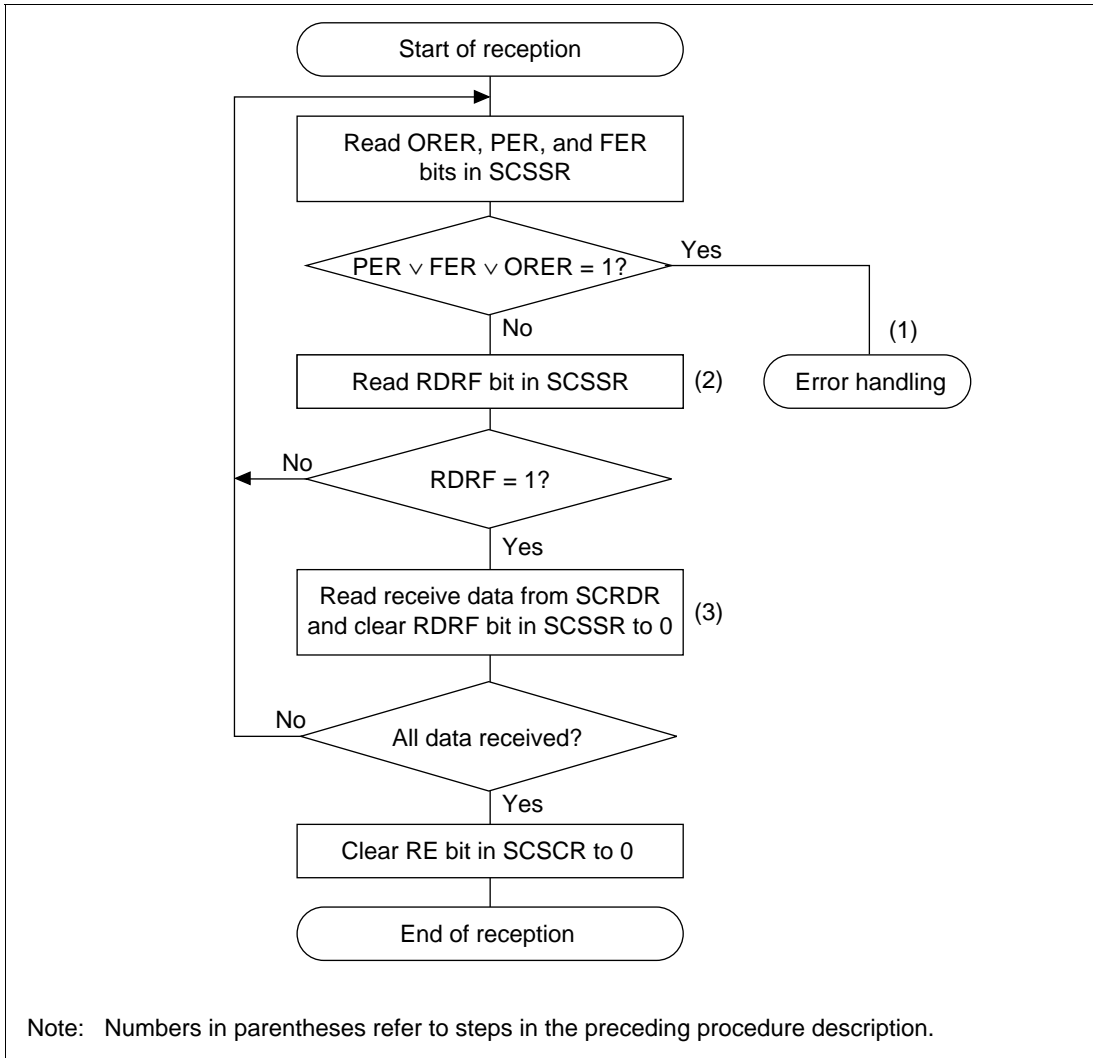 Start of reception
Read ORER, PER, and FER
bits in SCSSR
PER ∨ FER ∨ ORER = 1?
Yes
No
(1)
Read RDRF bit in SCSSR
(2)
Error handling
No
RDRF = 1?
Yes
Read receive data from SCRDR
and clear RDRF bit in SCSSR to 0
(3)
No
All data received?
Yes
Clear RE bit in SCSCR to 0
End of reception
Note: Numbers in parentheses refer to steps in the preceding procedure description.